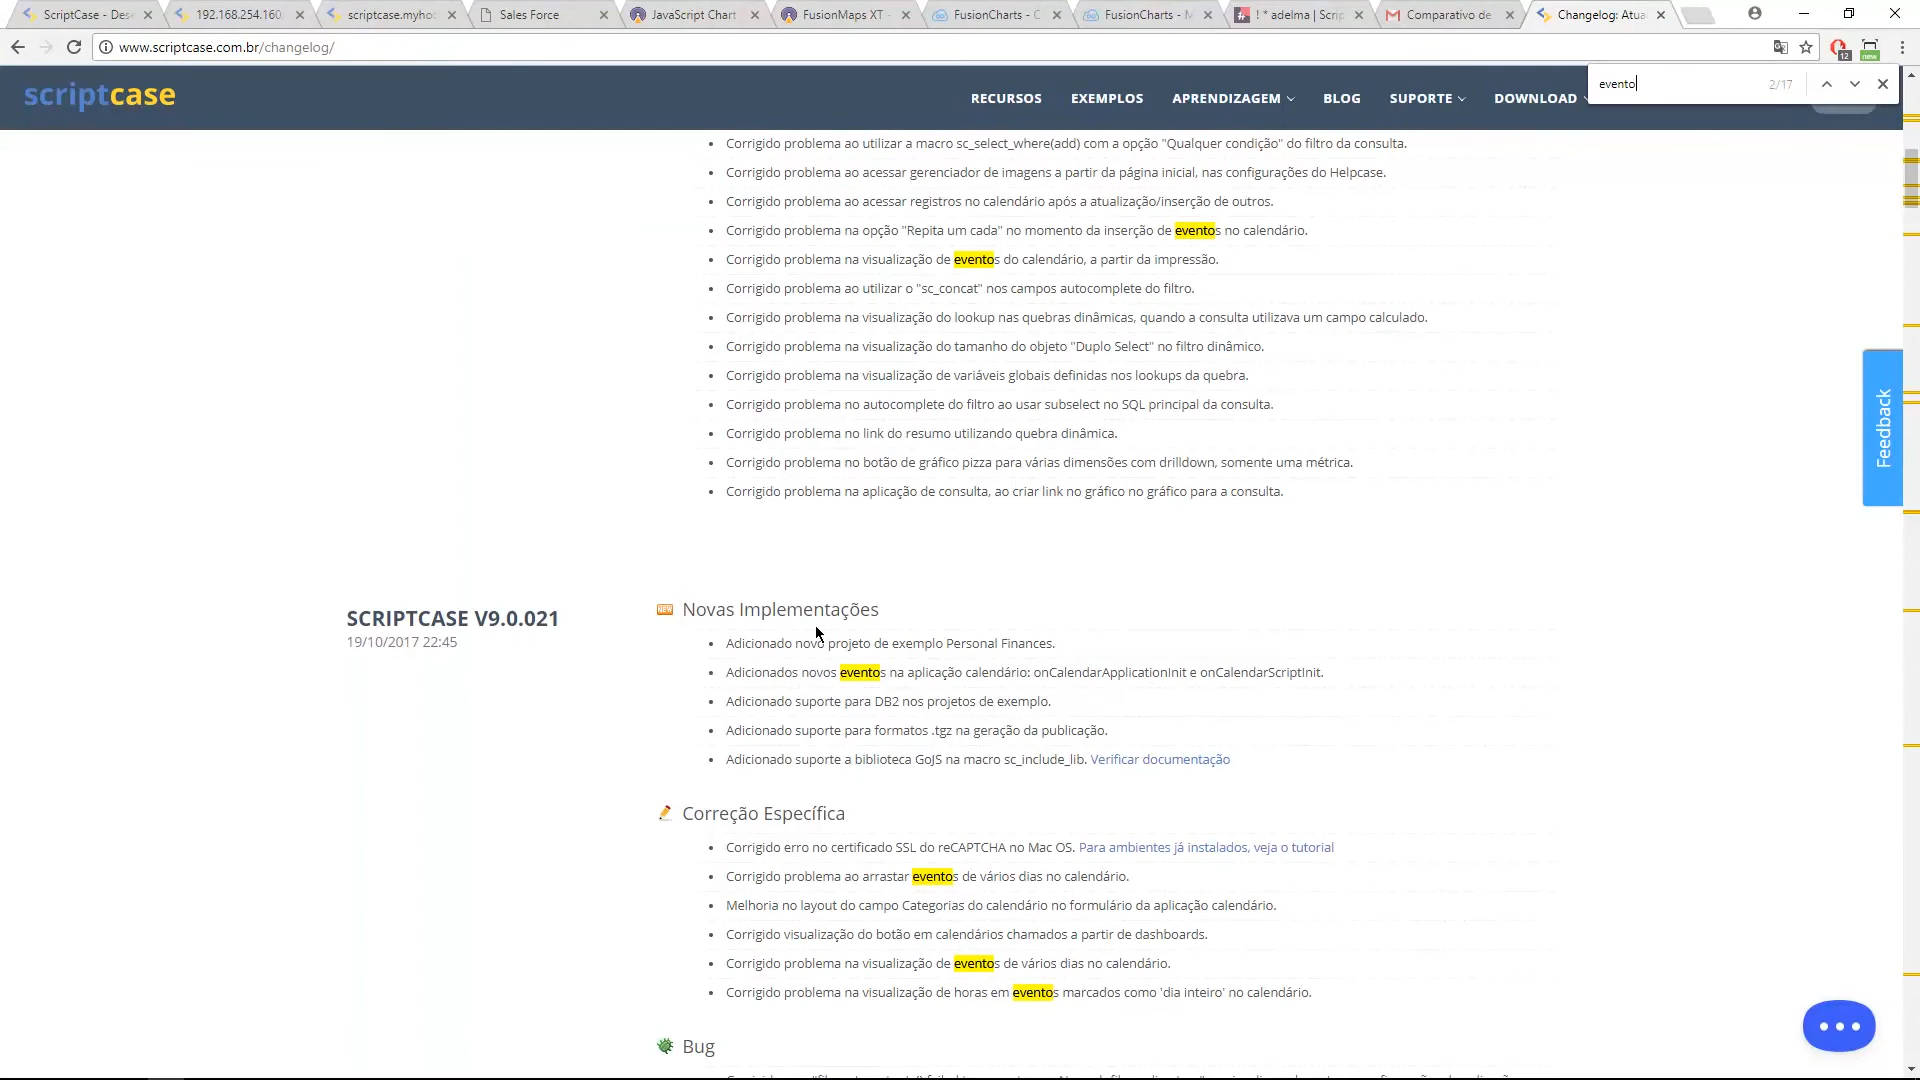 ScriptCase - Des
192.168.254.160
scriptcase.myho
Sales Force
JavaScript Chart
FusionMaps XT -
FusionCharts - C
FusionCharts - M
! * adelma | Scrip
Comparativo de
Changelog: Atua
www.scriptcase.com.br/changelog/
12
new
evento
2/17
scriptcase
RECURSOS
EXEMPLOS
APRENDIZAGEM
BLOG
SUPORTE
DOWNLOAD
Corrigido problema ao utilizar a macro sc_select_where(add) com a opção "Qualquer condição" do filtro da consulta.
Corrigido problema ao acessar gerenciador de imagens a partir da página inicial, nas configurações do Helpcase.
Corrigido problema ao acessar registros no calendário após a atualização/inserção de outros.
Corrigido problema na opção "Repita um cada" no momento da inserção de eventos no calendário.
Corrigido problema na visualização de eventos do calendário, a partir da impressão.
Corrigido problema ao utilizar o "sc_concat" nos campos autocomplete do filtro.
Corrigido problema na visualização do lookup nas quebras dinâmicas, quando a consulta utilizava um campo calculado.
Corrigido problema na visualização do tamanho do objeto "Duplo Select" no filtro dinâmico.
Corrigido problema na visualização de variáveis globais definidas nos lookups da quebra.
Corrigido problema no autocomplete do filtro ao usar subselect no SQL principal da consulta.
Corrigido problema no link do resumo utilizando quebra dinâmica.
Corrigido problema no botão de gráfico pizza para várias dimensões com drilldown, somente uma métrica.
Corrigido problema na aplicação de consulta, ao criar link no gráfico no gráfico para a consulta.
Feedback
SCRIPTCASE V9.0.021
19/10/2017 22:45
NEW Novas Implementações
Adicionado novo projeto de exemplo Personal Finances.
Adicionados novos eventos na aplicação calendário: onCalendarApplicationInit e onCalendarScriptInit.
Adicionado suporte para DB2 nos projetos de exemplo.
Adicionado suporte para formatos .tgz na geração da publicação.
Adicionado suporte a biblioteca GoJS na macro sc_include_lib. Verificar documentação
Correção Específica
Corrigido erro no certificado SSL do reCAPTCHA no Mac OS. Para ambientes já instalados, veja o tutorial
Corrigido problema ao arrastar eventos de vários dias no calendário.
Melhoria no layout do campo Categorias do calendário no formulário da aplicação calendário.
Corrigido visualização do botão em calendários chamados a partir de dashboards.
Corrigido problema na visualização de eventos de vários dias no calendário.
Corrigido problema na visualização de horas em eventos marcados como 'dia inteiro' no calendário.
Bug